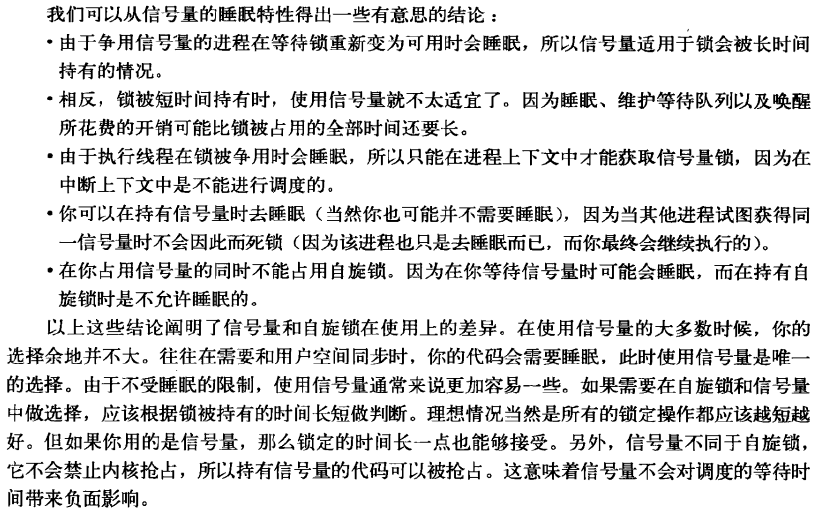 我们可以从信号量的睡眠特性得出一些有意思的结论：
•由于争用信号量的进程在等待锁重新变为可用时会睡眠，所以信号量适用于锁会被长时间
持有的情况。
•相反，锁被短时间持有时，使用信号量就不太适宜了。因为睡眠、维护等待队列以及唤醒
所花费的开销可能比锁被占用的全部时间还要长。
•由于执行线程在锁被争用时会睡眠，所以只能在进程上下文中才能获取信号量锁，因为在
中断上下文中是不能进行调度的。
•你可以在持有信号量时去睡眠（当然你也可能并不需要睡眠），因为当其他进程试图获得同
一信号量时不会因此而死锁（因为该进程也只是去睡眠而已，而你最终会继续执行的）。
•在你占用信号量的同时不能占用自旋锁。因为在你等待信号量时可能会睡眠，而在持有自
旋锁时是不允许睡眠的。
以上这些结论阐明了信号量和自旋锁在使用上的差异。在使用信号量的大多数时候，你的
选择余地并不大。往往在需要和用户空间同步时，你的代码会需要睡眠，此时使用信号量是唯一
的选择。由于不受睡眠的限制，使用信号量通常来说更加容易一些。如果需要在自旋锁和信号量
中做选择，应该根据锁被持有的时间长短做判断。理想情况当然是所有的锁定操作都应该越短越
好。但如果你用的是信号量，那么锁定的时间长一点也能够接受。另外，信号量不同于自旋锁，
它不会禁止内核抢占，所以持有信号量的代码可以被抢占。这意味着信号量不会对调度的等待时
间带来负面影响。